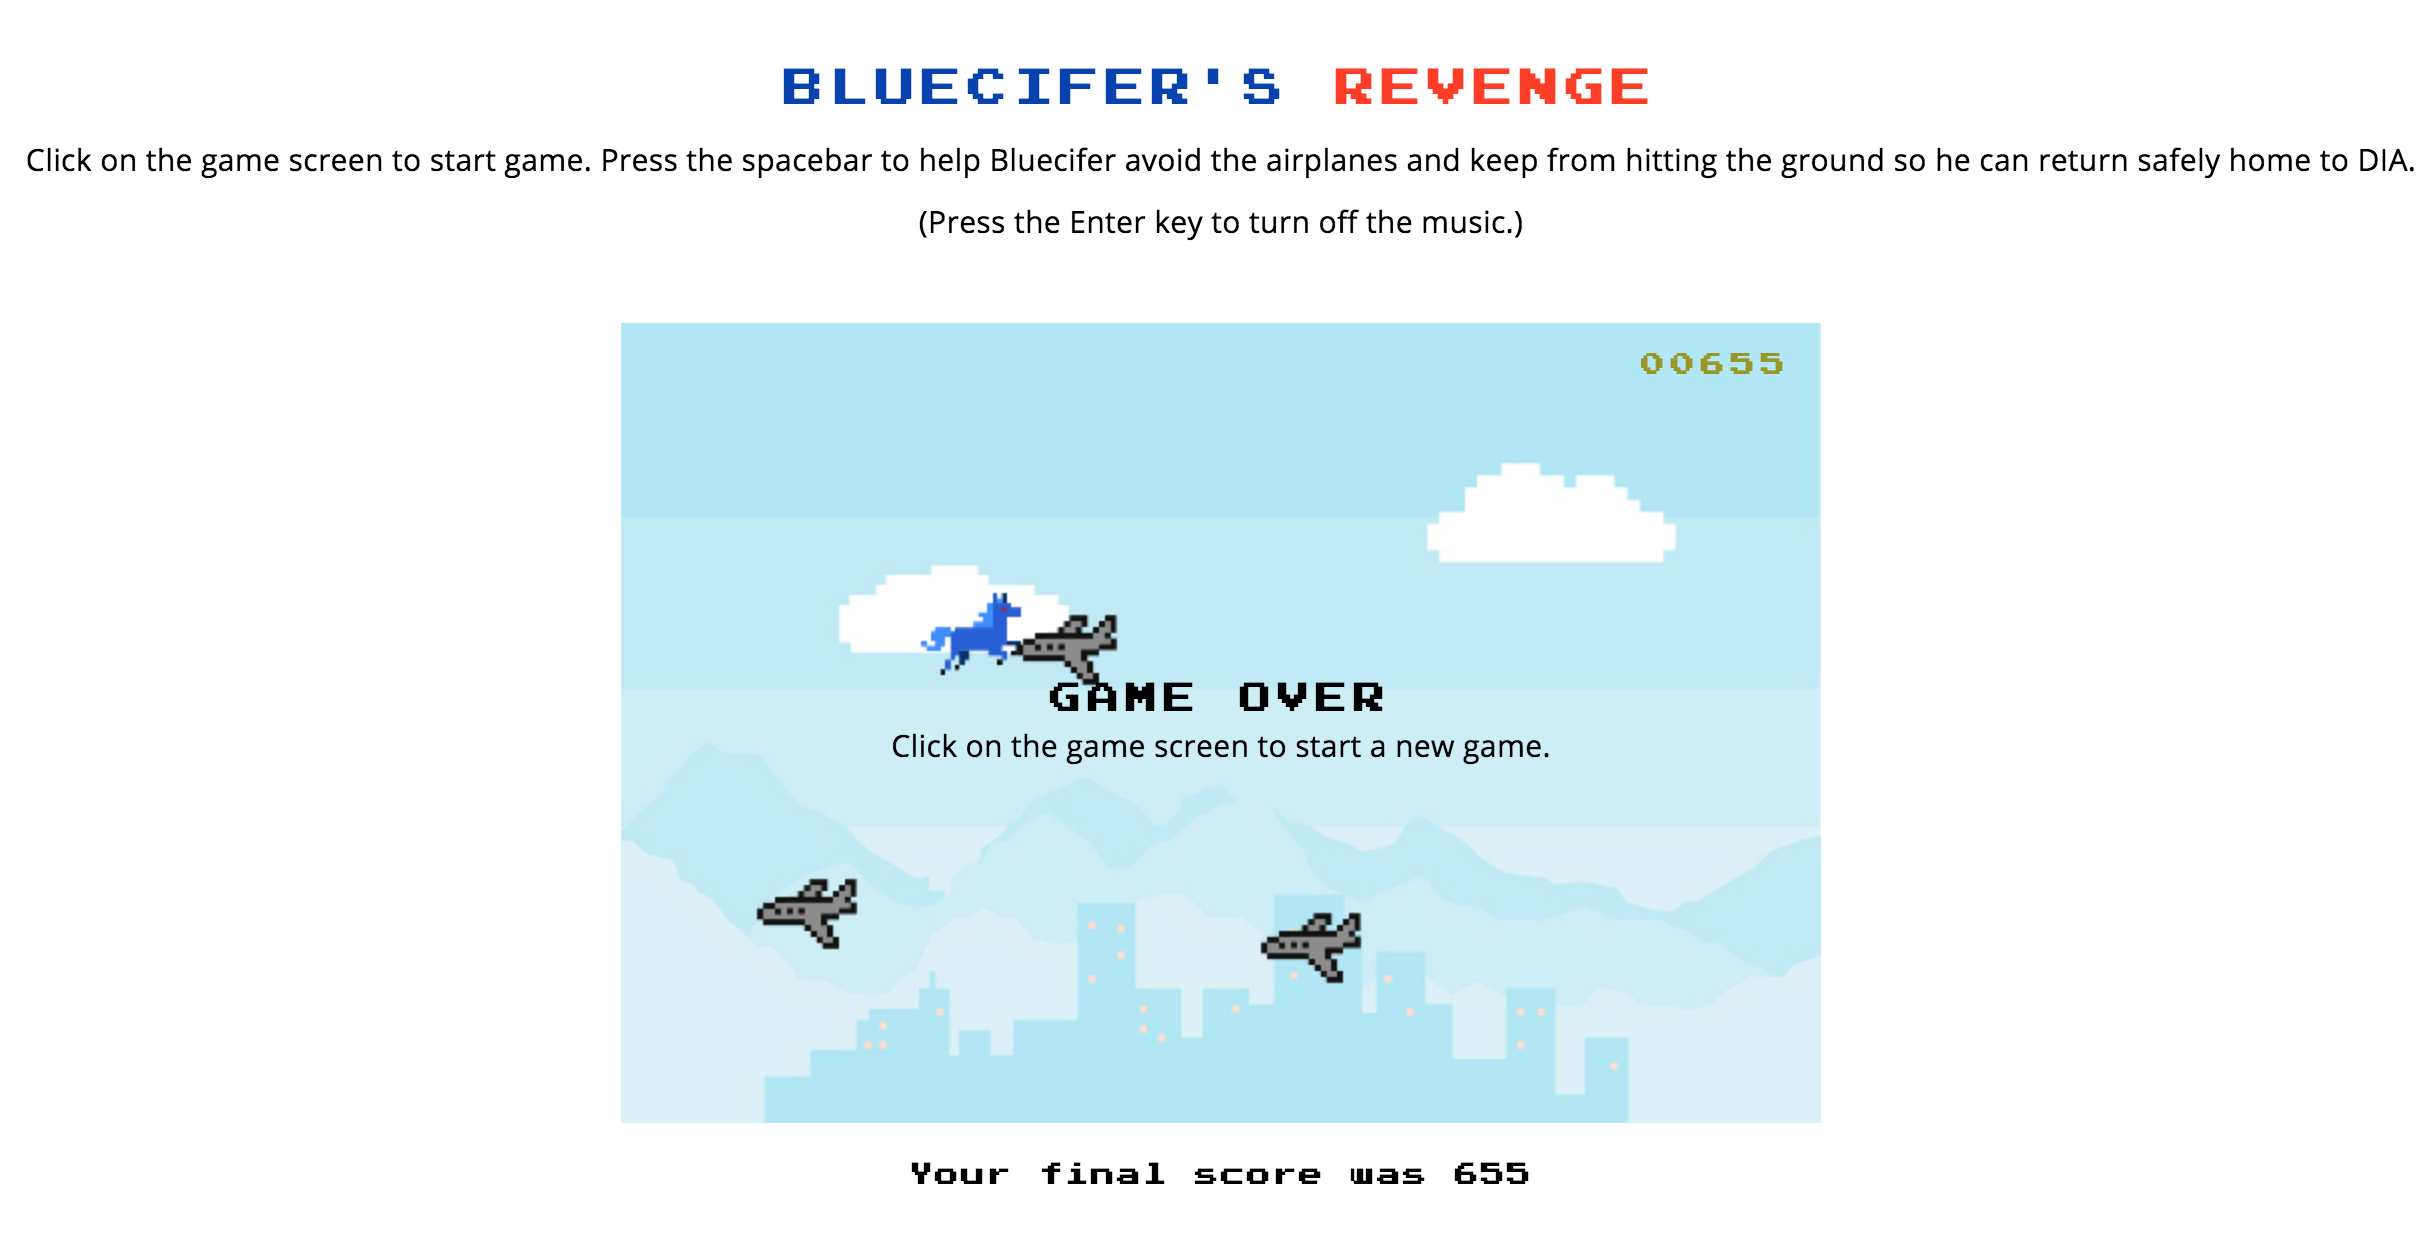 BLUECIFER'S REVENGE
Click on the game screen to start game. Press the spacebar to help Bluecifer avoid the airplanes and keep from hitting the ground so he can return safely home to DIA.
(Press the Enter key to turn off the music.)
00655
GAME OVER
Click on the game screen to start a new game.
Your final score was 655